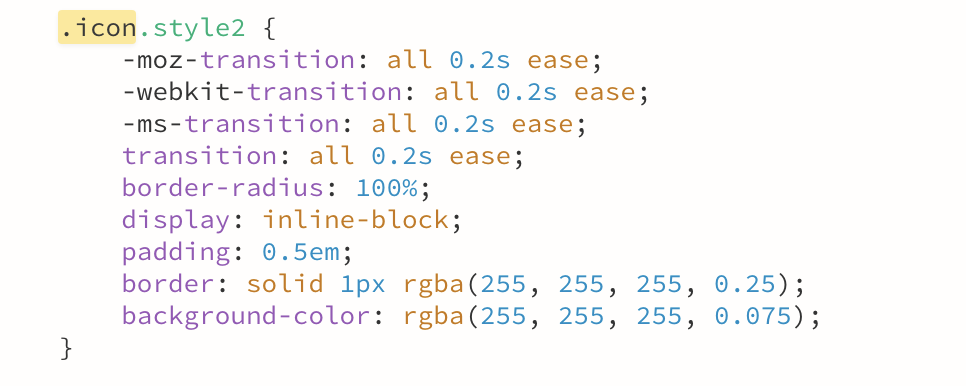 .icon.style2 {
    -moz-transition: all 0.2s ease;
    -webkit-transition: all 0.2s ease;
    -ms-transition: all 0.2s ease;
    transition: all 0.2s ease;
    border-radius: 100%;
    display: inline-block;
    padding: 0.5em;
    border: solid 1px rgba(255, 255, 255, 0.25);
    background-color: rgba(255, 255, 255, 0.075);
}